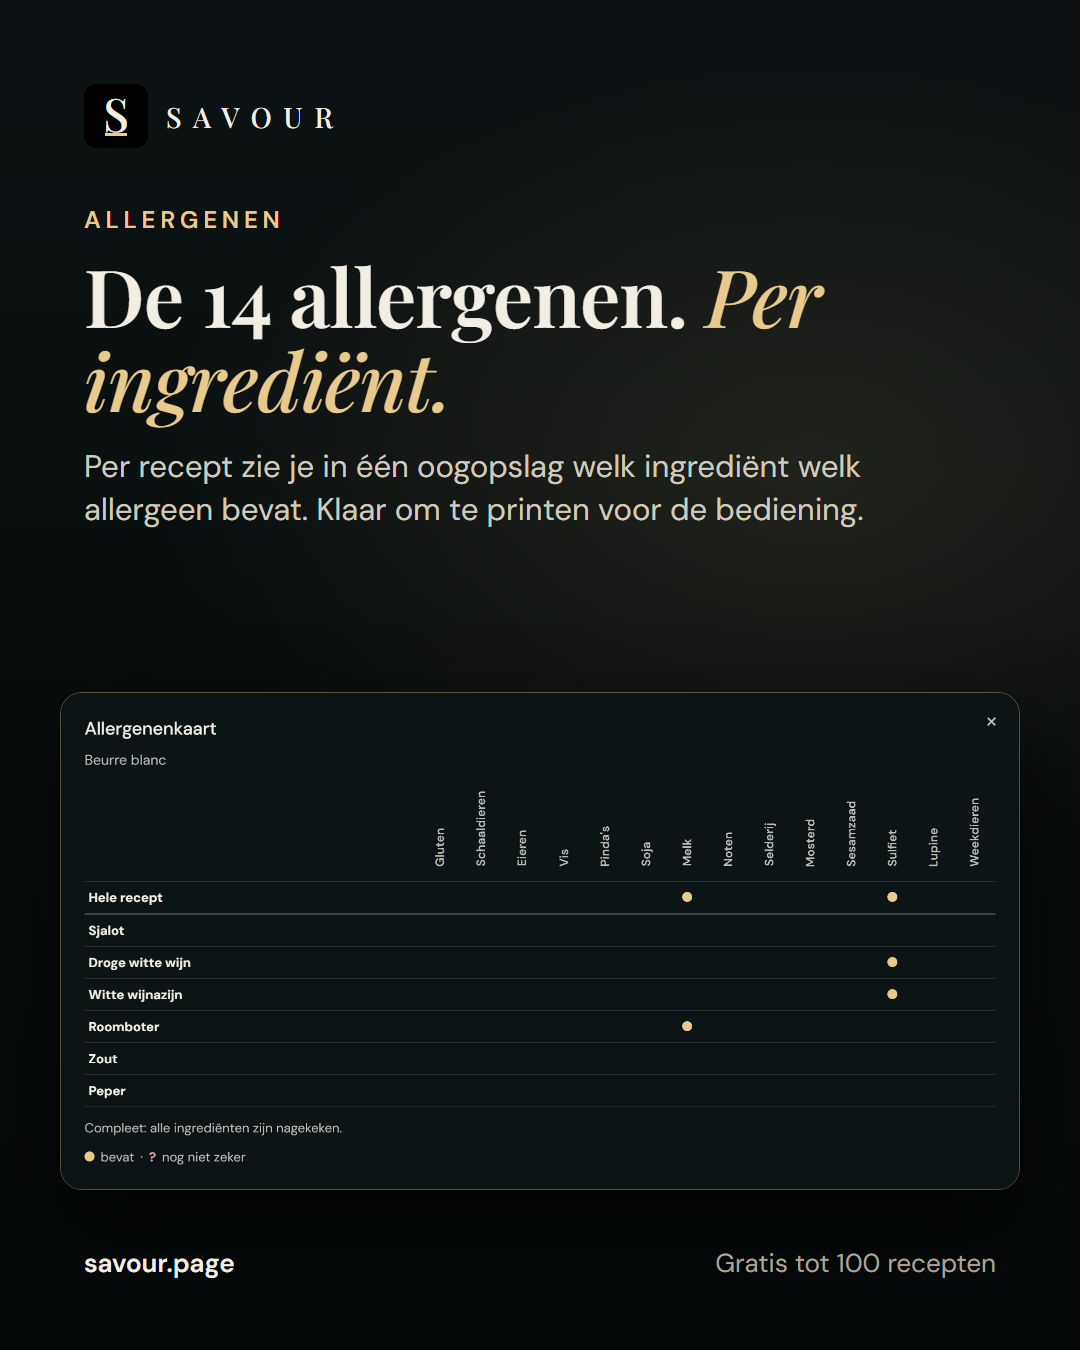 S
SAVOUR
ALLERGENEN
De 14 allergenen. Per
ingrediënt.
Per recept zie je in één oogopslag welk ingrediënt welk
allergeen bevat. Klaar om te printen voor de bediening.
Allergenenkaart
×
Beurre blanc
Gluten Schaaldieren Eieren Vis Pinda's Soja Melk Noten Selderij Mosterd Sesamzaad Sulfiet Lupine Weekdieren
Hele recept
Sjalot
Droge witte wijn
Witte wijnazijn
Roomboter
Zout
Peper
Compleet: alle ingrediënten zijn nagekeken.
bevat · ? nog niet zeker
savour.page
Gratis tot 100 recepten